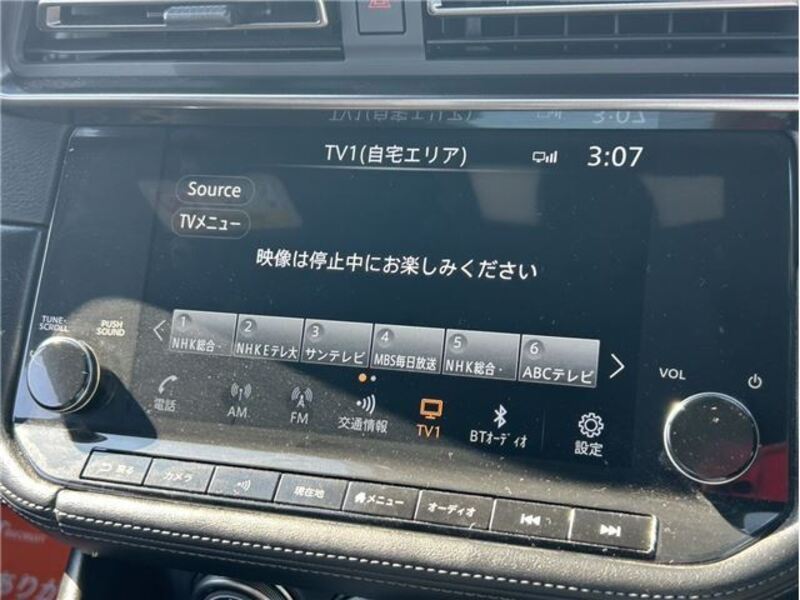 TV1(自宅エリア)
3:07
Source
TVメニュー
映像は停止中にお楽しみください
TUNE-
SCROLL
PUSH
SOUND
1
NHK総合・
2
NHKEテレ大
3
サンテレビ
4
MBS毎日放送
5
NHK総合・
6
ABCテレビ
VOL
電話
AM
FM
交通情報
TV1
BTオーディオ
設定
戻る
カメラ
現在地
メニュー
オーディオ
ありが